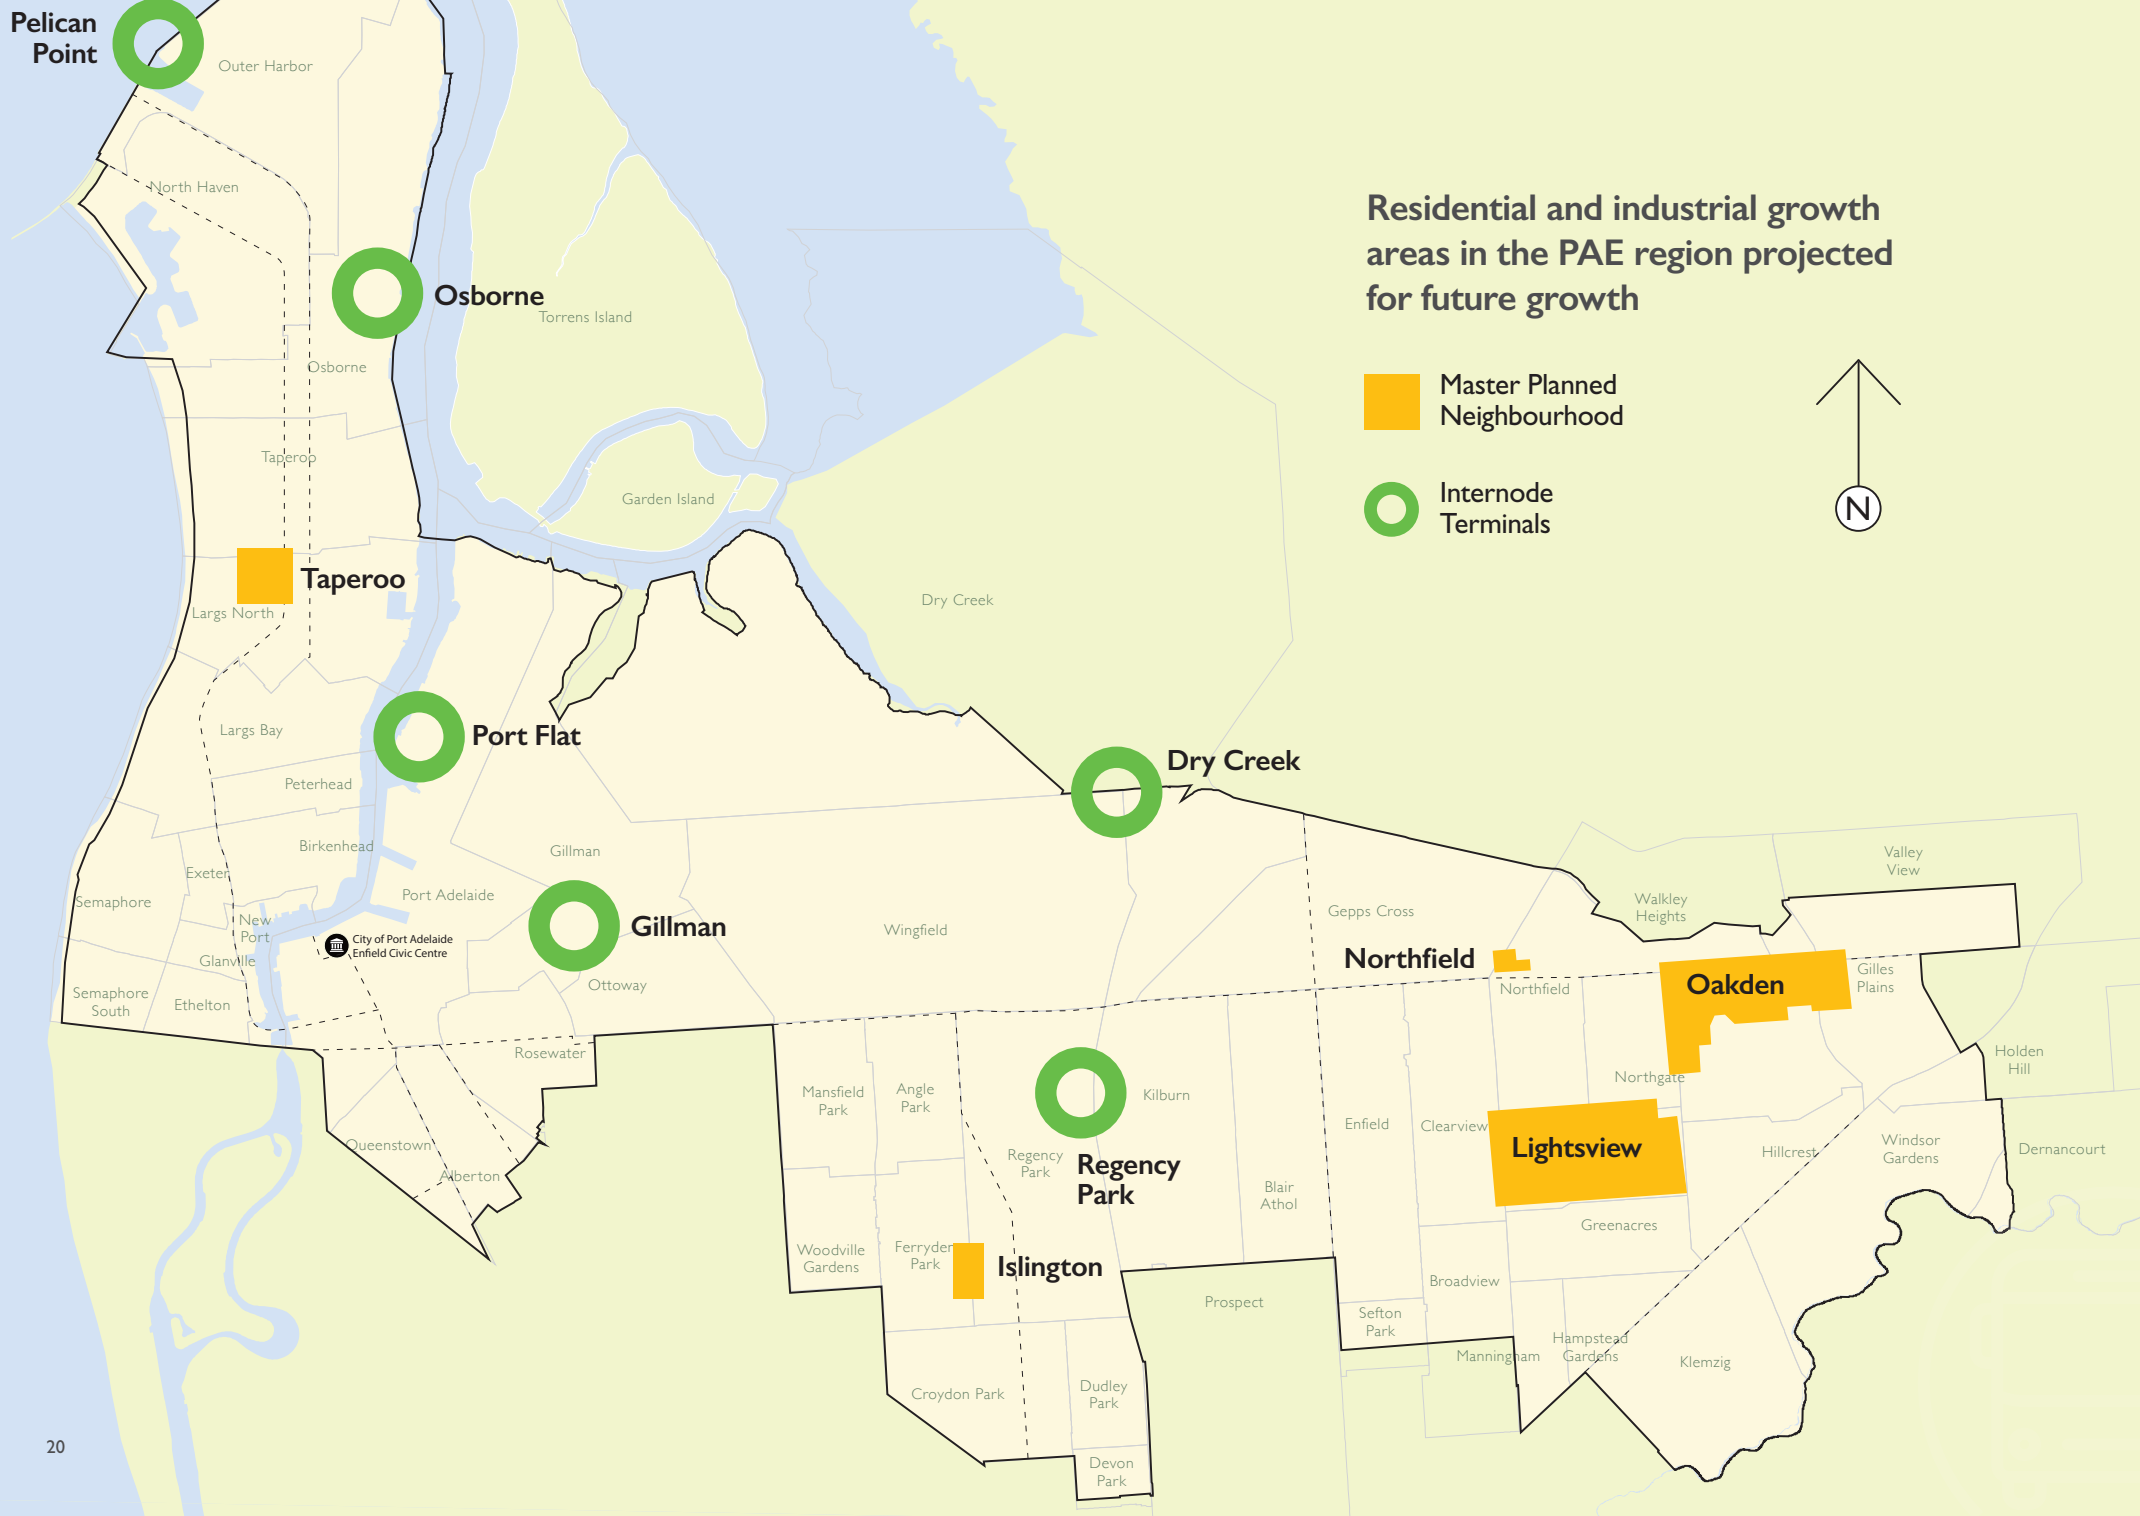 Pelican
Point
Outer Harbor
North Haven
Residential and industrial growth
areas in the PAE region projected
for future growth
Osborne
Torrens Island
Osborne
Master Planned
Neighbourhood
Taperoo
Garden Island
Internode
Terminals
N
Taperoo
Largs North
Dry Creek
Largs Bay
Port Flat
Dry Creek
Peterhead
Birkenhead
Gillman
Valley
View
Exeter
Port Adelaide
Semaphore
Walkley
Heights
Gepps Cross
New
Port
Gillman
Wingfield
City of Port Adelaide
Enfield Civic Centre
Northfield
Glanville
Oakden
Gilles
Plains
Northfield
Ottoway
Semaphore
South
Ethelton
Rosewater
Holden
Hill
Northgate
Mansfield
Park
Angle
Park
Kilburn
Enfield
Clearview
Lightsview
Queenstown
Regency
Park
Regency
Park
Hillcrest
Windsor
Gardens
Dernancourt
Alberton
Blair
Athol
Greenacres
Woodville
Gardens
Ferryden
Park
Islington
Broadview
Prospect
Sefton
Park
Manningham
Hampstead
Gardens
Klemzig
Croydon Park
Dudley
Park
Devon
Park
20